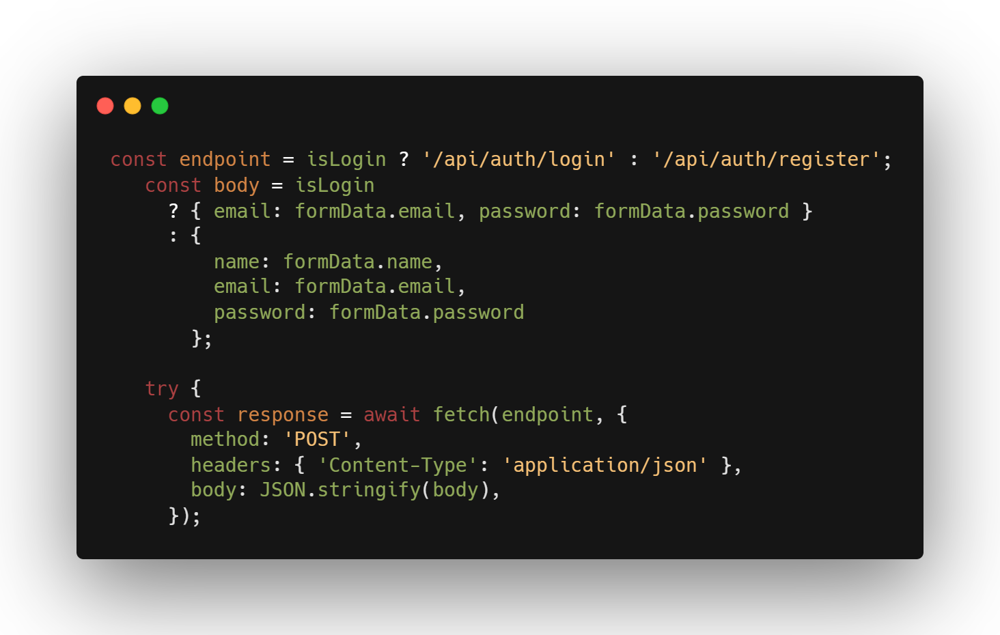 const endpoint = isLogin ? '/api/auth/login' : '/api/auth/register';
   const body = isLogin
     ? { email: formData.email, password: formData.password }
     : {
         name: formData.name,
         email: formData.email,
         password: formData.password
       };

   try {
     const response = await fetch(endpoint, {
       method: 'POST',
       headers: { 'Content-Type': 'application/json' },
       body: JSON.stringify(body),
     });